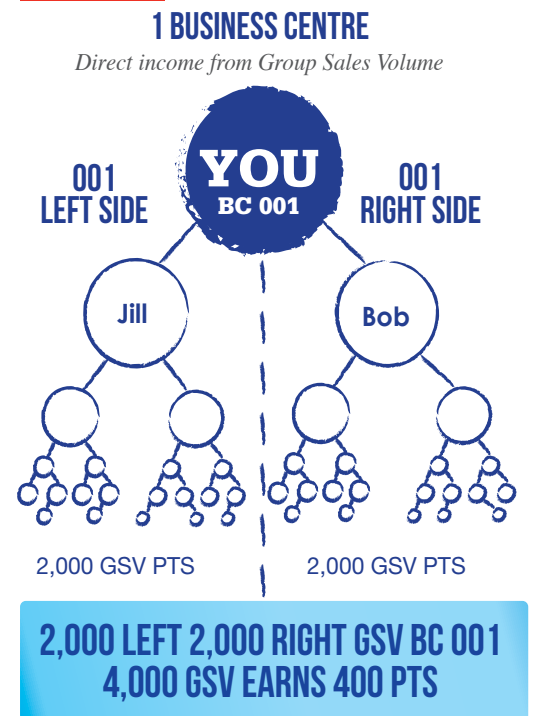 1 BUSINESS CENTRE
Direct income from Group Sales Volume
YOU
BC 001
001
LEFT SIDE
001
RIGHT SIDE
Jill
Bob
2,000 GSV PTS
2,000 GSV PTS
2,000 LEFT 2,000 RIGHT GSV BC 001
4,000 GSV EARNS 400 PTS